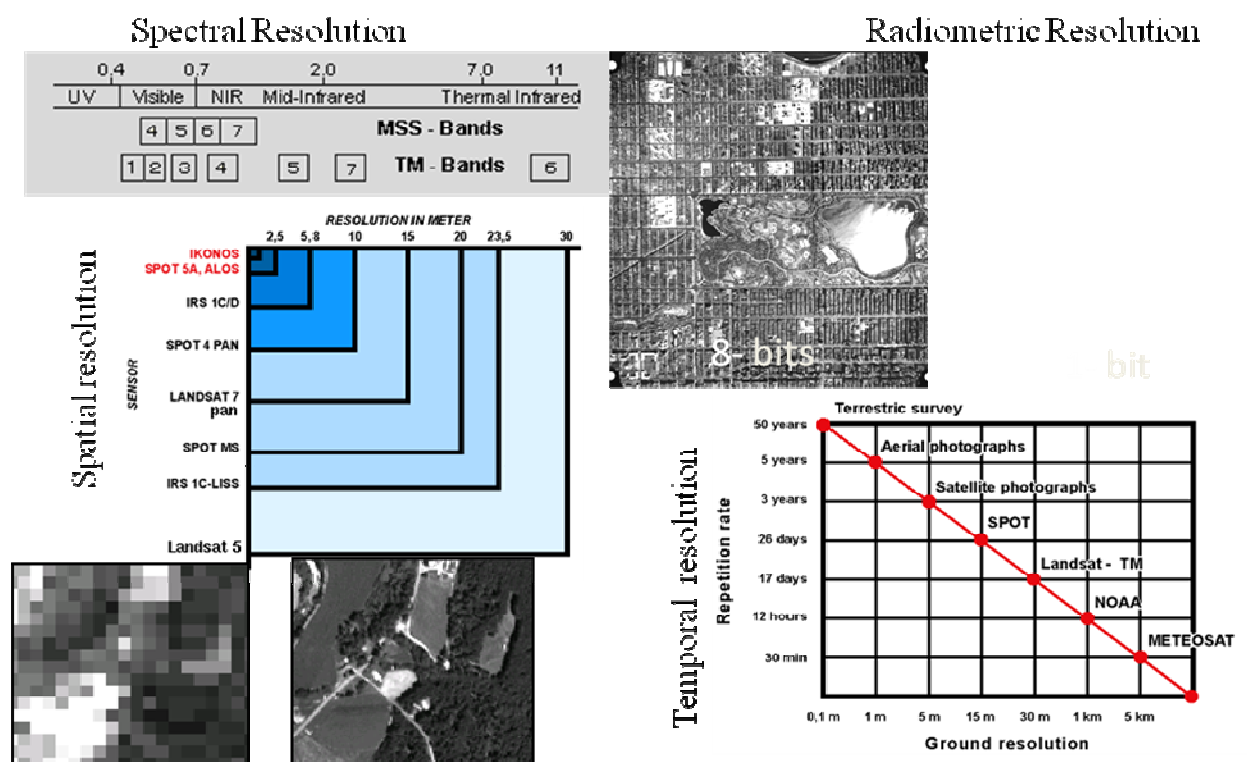 Spectral Resolution
Radiometric Resolution
0,4 0,7 2,0 7,0 11
UV Visible NIR Mid-Infrared Thermal Infrared
4 5 6 7 MSS - Bands
1 2 3 4 5 7 TM - Bands 6
8- bits
bit
Spatial resolution
RESOLUTION IN METER
2,5 5,8 10 15 20 23,5 30
SENSOR
IKONOS
SPOT 5A, ALOS
IRS 1C/D
SPOT 4 PAN
LANDSAT 7
pan
SPOT MS
IRS 1C-LISS
Landsat 5
Temporal resolution
Repetition rate
Terrestric survey
50 years
Aerial photographs
5 years
Satellite photographs
3 years
SPOT
26 days
Landsat - TM
17 days
NOAA
12 hours
METEOSAT
30 min
0,1 m 1 m 5 m 15 m 30 m 1 km 5 km
Ground resolution